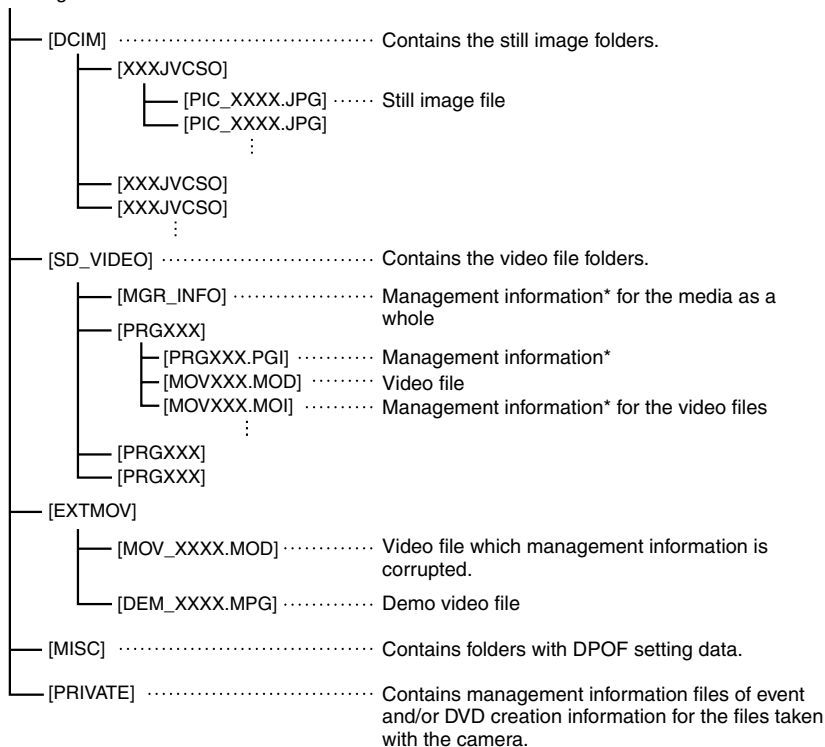 [DCIM] Contains the still image folders.
[XXXJVCSO]
[PIC_XXXX.JPG] Still image file
[PIC_XXXX.JPG]
[XXXJVCSO]
[XXXJVCSO]
[SD_VIDEO] Contains the video file folders.
[MGR_INFO] Management information* for the media as a
whole
[PRGXXX]
[PRGXXX.PGI] Management information*
[MOVXXX.MOD] Video file
[MOVXXX.MOI] Management information* for the video files
[PRGXXX]
[PRGXXX]
[EXTMOV]
[MOV_XXXX.MOD] Video file which management information is
corrupted.
[DEM_XXXX.MPG] Demo video file
[MISC] Contains folders with DPOF setting data.
[PRIVATE] Contains management information files of event
and/or DVD creation information for the files taken
with the camera.